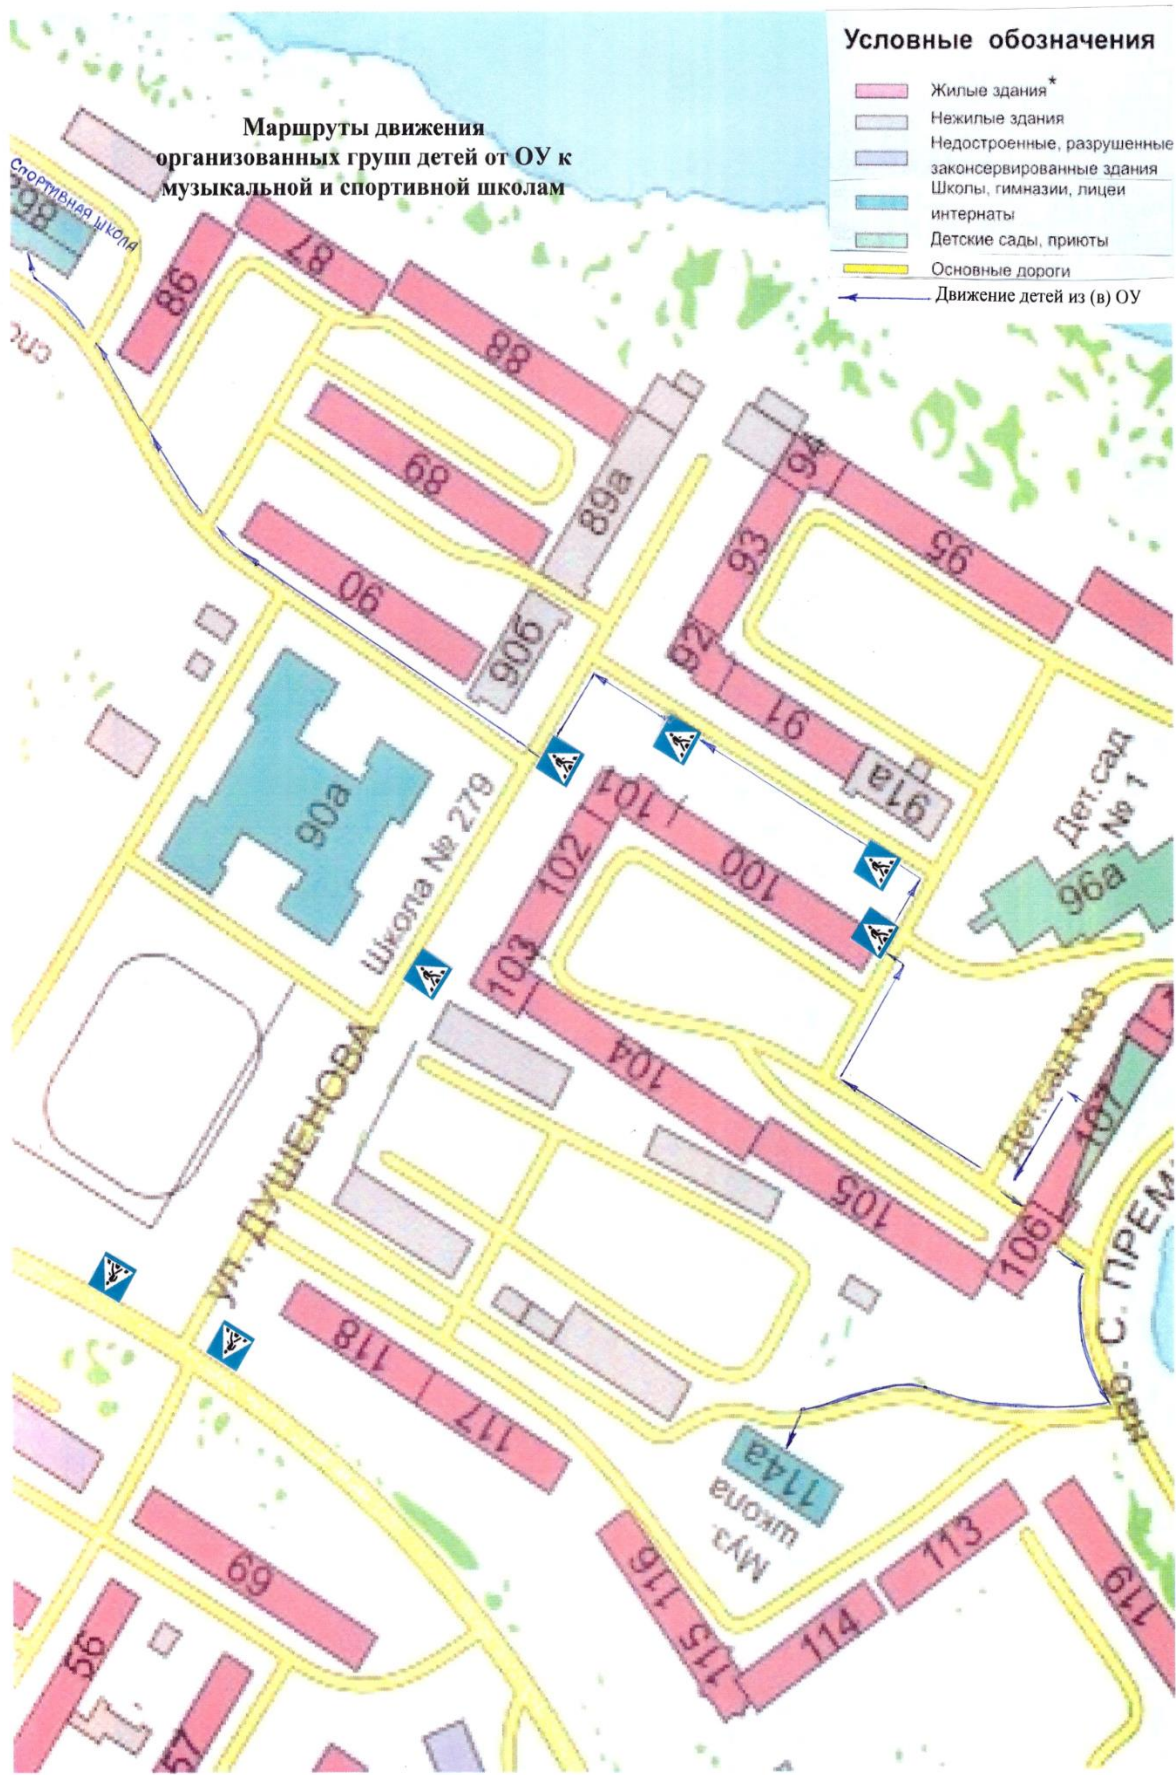 Условные обозначения
Жилые здания*
Нежилые здания
Недостроенные, разрушенные
законсервированные здания
Школы, гимназии, лицеи
интернаты
Детские сады, приюты
Основные дороги
Движение детей из (в) ОУ
Маршруты движения
организованных групп детей от ОУ к
музыкальной и спортивной школам
СПОРТИВНАЯ ШКОЛА
86
87
88
89
89а
90
90б
94
93
95
92
91
91а
Дет.сад
№ 1
96а
90а
Школа № 279
101
102
100
103
104
105
Дет.сад №3
107
106
ул. ДУШЕНОВА
118
117
114а
Муз.
школа
116
115
114
113
119
69
56
57